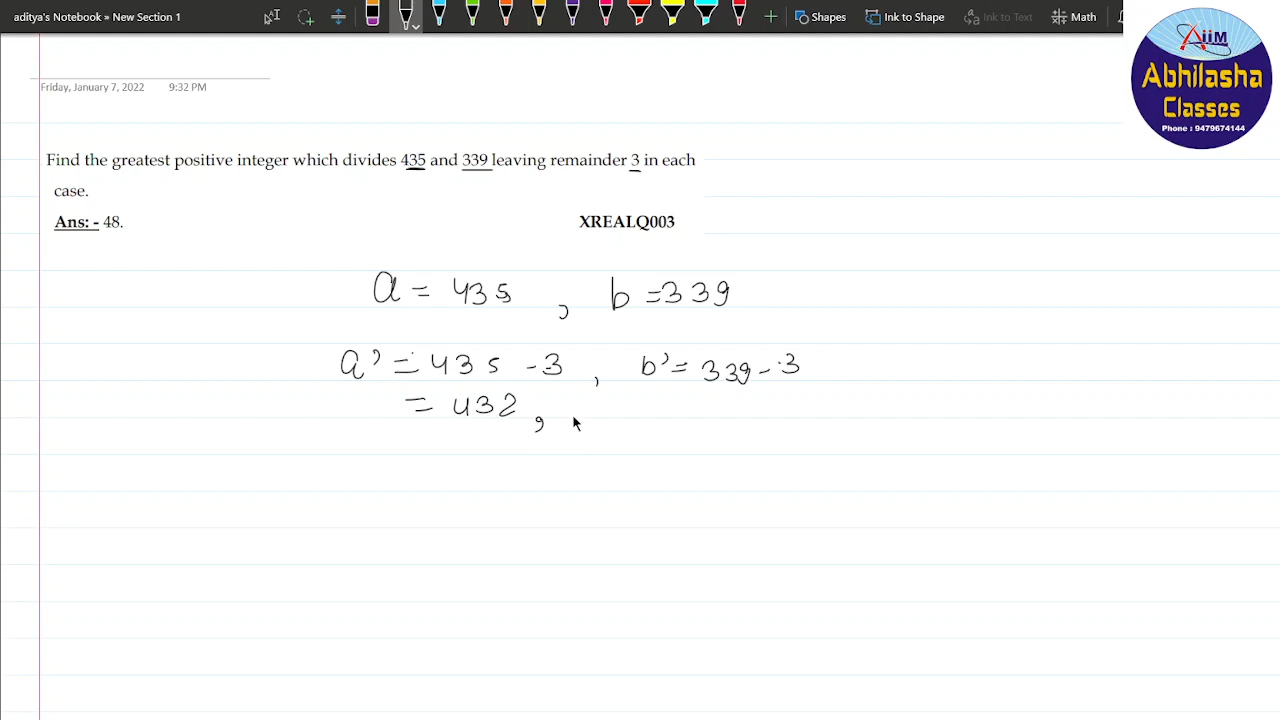 aditya's Notebook » New Section 1
Shapes Ink to Shape Ink to Text Math
AiiM
Abhilasha
Classes
Phone : 9479674144
Friday, January 7, 2022 9:32 PM
Find the greatest positive integer which divides 435 and 339 leaving remainder 3 in each
case.
Ans: - 48. XREALQ003
a = 435 , b = 339
a' = 435 - 3 , b' = 339 - 3
= 432 ,